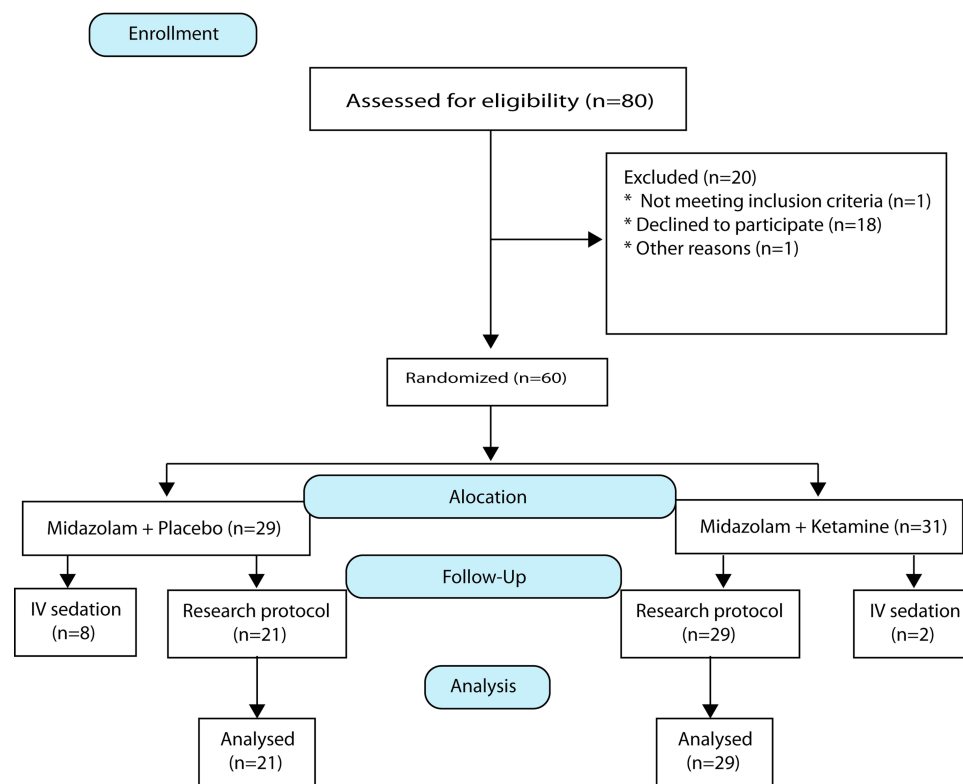 Enrollment
Assessed for eligibility (n=80)
Excluded (n=20)
* Not meeting inclusion criteria (n=1)
* Declined to participate (n=18)
* Other reasons (n=1)
Randomized (n=60)
Alocation
Midazolam + Placebo (n=29)
Midazolam + Ketamine (n=31)
Follow-Up
IV sedation
(n=8)
Research protocol
(n=21)
Research protocol
(n=29)
IV sedation
(n=2)
Analysis
Analysed
(n=21)
Analysed
(n=29)